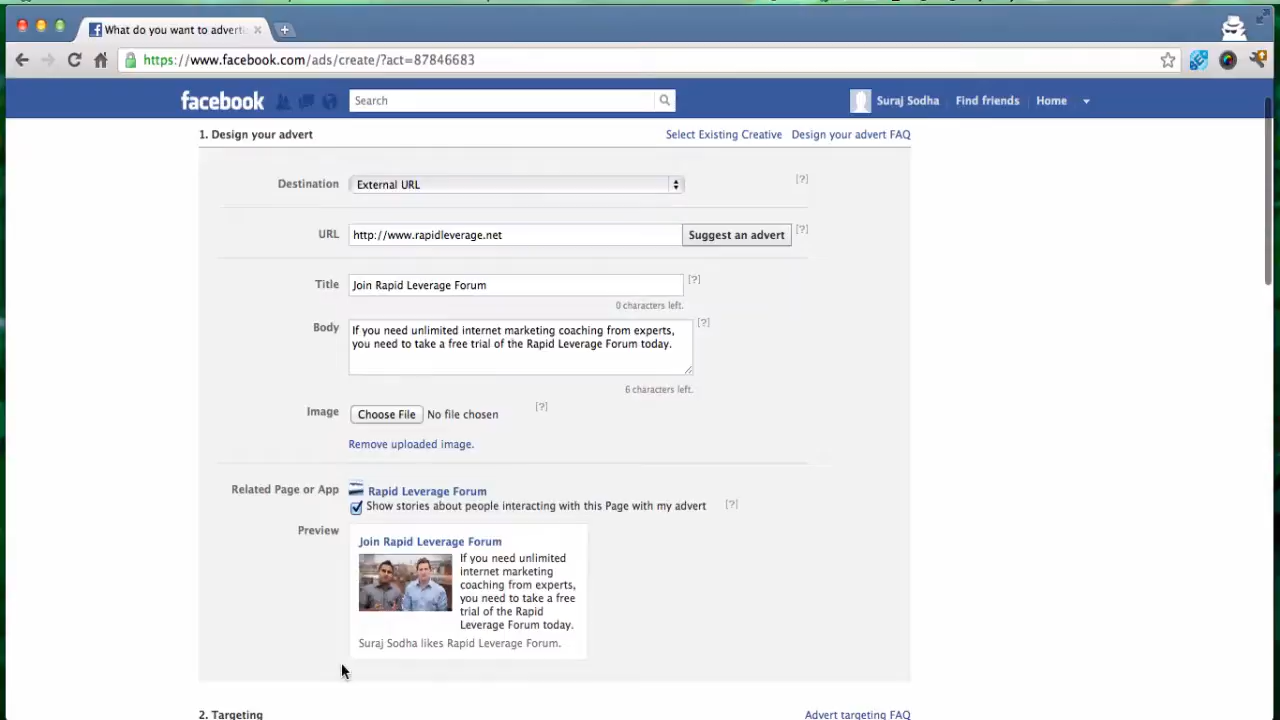 What do you want to adverti
https://www.facebook.com/ads/create/?act=87846683
facebook
Search
Suraj Sodha
Find friends
Home
1. Design your advert
Select Existing Creative
Design your advert FAQ
Destination
External URL
[?]
URL
http://www.rapidleverage.net
Suggest an advert
[?]
Title
Join Rapid Leverage Forum
[?]
0 characters left.
Body
If you need unlimited internet marketing coaching from experts,
you need to take a free trial of the Rapid Leverage Forum today.
[?]
6 characters left.
Image
Choose File
No file chosen
[?]
Remove uploaded image.
Related Page or App
Rapid Leverage Forum
Show stories about people interacting with this Page with my advert
[?]
Preview
Join Rapid Leverage Forum
If you need unlimited
internet marketing
coaching from experts,
you need to take a free
trial of the Rapid
Leverage Forum today.
Suraj Sodha likes Rapid Leverage Forum.
2. Targeting
Advert targeting FAQ